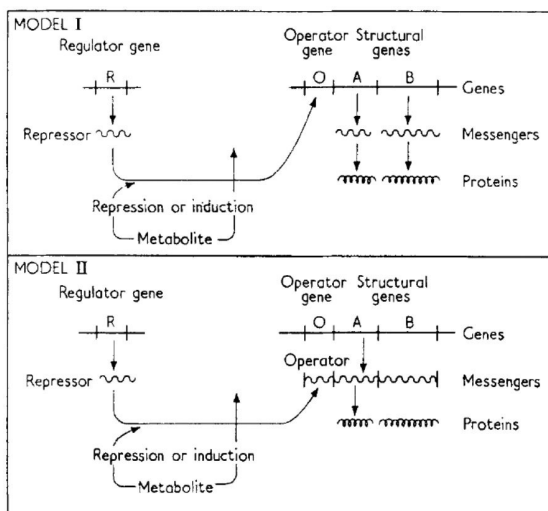 MODEL I
Regulator gene
Operator Structural
gene genes
R
O A B
Genes
Repressor
Messengers
Proteins
Repression or induction
Metabolite
MODEL II
Regulator gene
Operator Structural
gene genes
R
O A B
Genes
Operator
Repressor
Messengers
Proteins
Repression or induction
Metabolite